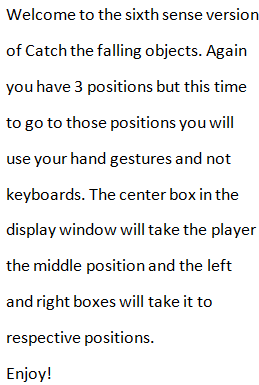 Welcome to the sixth sense version
of Catch the falling objects. Again
you have 3 positions but this time
to go to those positions you will
use your hand gestures and not
keyboards. The center box in the
display window will take the player
the middle position and the left
and right boxes will take it to
respective positions.
Enjoy!